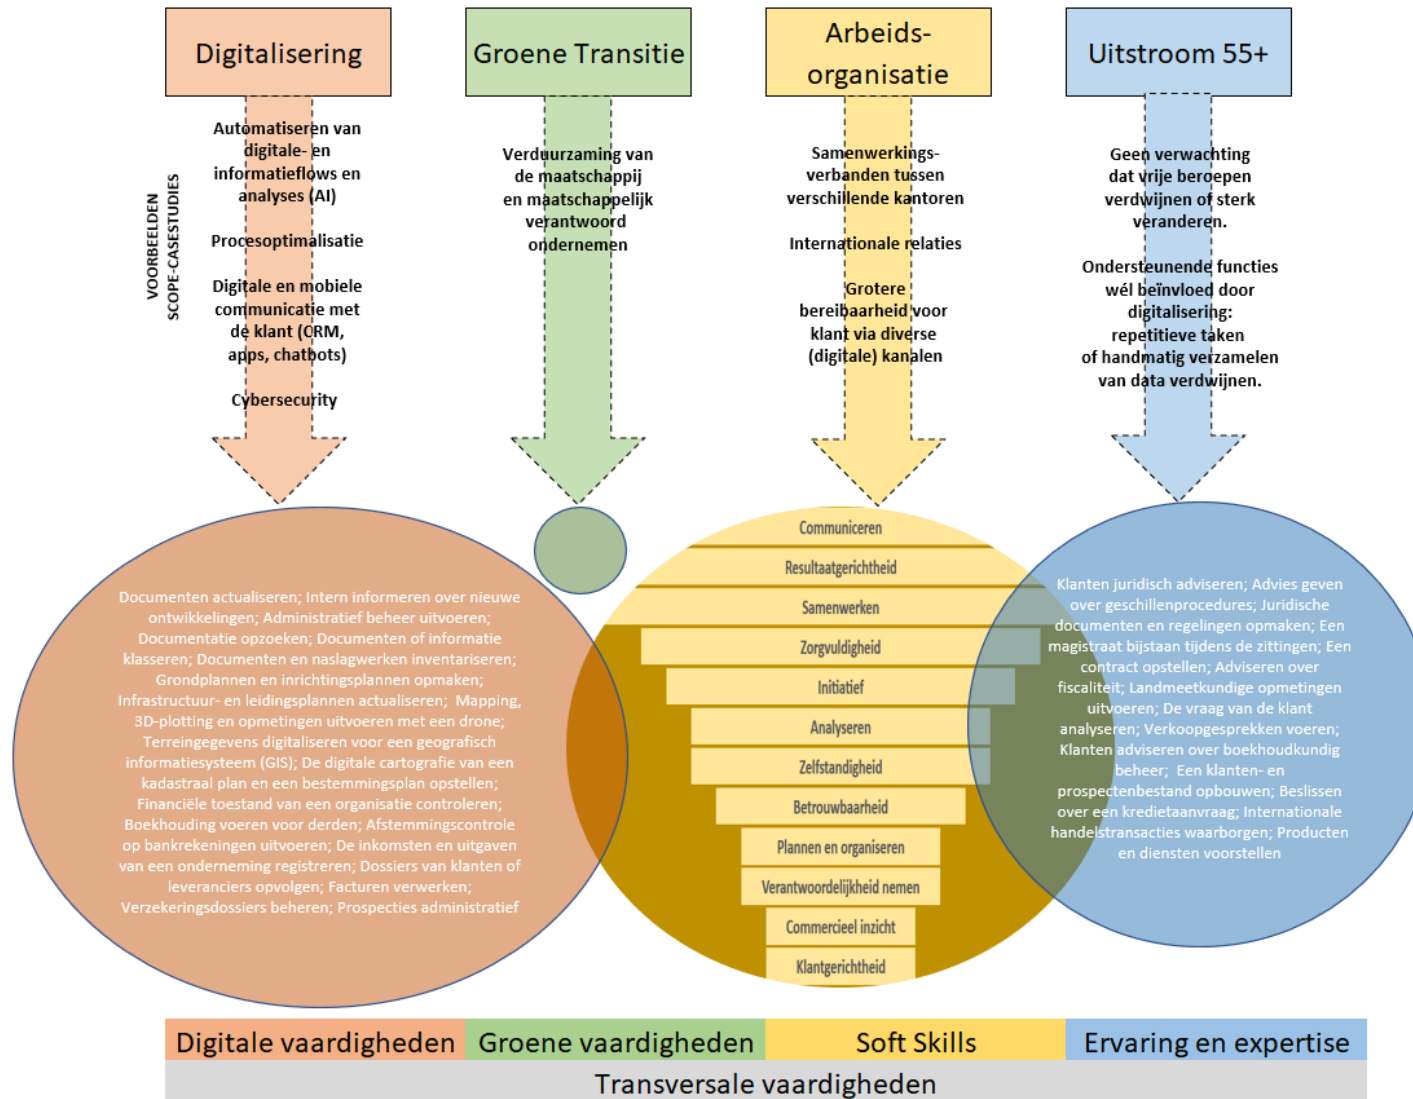 Digitalisering
Groene Transitie
Arbeids-
organisatie
Uitstroom 55+
VOORBEELDEN
SCOPE-CASESTUDIES
Automatiseren van
digitale- en
informatieflows en
analyses (AI)
Procesoptimalisatie
Digitale en mobiele
communicatie met
de klant (CRM,
apps, chatbots)
Cybersecurity
Verduurzaming van
de maatschappij
en maatschappelijk
verantwoord
ondernemen
Samenwerkings-
verbanden tussen
verschillende kantoren
Internationale relaties
Grotere
bereibaarheid voor
klant via diverse
(digitale) kanalen
Geen verwachting
dat vrije beroepen
verdwijnen of sterk
veranderen.
Ondersteunende functies
wél beïnvloed door
digitalisering:
repetitieve taken
of handmatig verzamelen
van data verdwijnen.
Documenten actualiseren; Intern informeren over nieuwe
ontwikkelingen; Administratief beheer uitvoeren;
Documentatie opzoeken; Documenten of informatie
klasseren; Documenten en naslagwerken inventariseren;
Grondplannen en inrichtingsplannen opmaken;
Infrastructuur- en leidingsplannen actualiseren; Mapping,
3D-plotting en opmetingen uitvoeren met een drone;
Terreingegevens digitaliseren voor een geografisch
informatiesysteem (GIS); De digitale cartografie van een
kadastraal plan en een bestemmingsplan opstellen;
Financiële toestand van een organisatie controleren;
Boekhouding voeren voor derden; Afstemmingscontrole
op bankrekeningen uitvoeren; De inkomsten en uitgaven
van een onderneming registreren; Dossiers van klanten of
leveranciers opvolgen; Facturen verwerken;
Verzekeringsdossiers beheren; Prospecties administratief
Communiceren
Resultaatgerichtheid
Samenwerken
Zorgvuldigheid
Initiatief
Analyseren
Zelfstandigheid
Betrouwbaarheid
Plannen en organiseren
Verantwoordelijkheid nemen
Commercieel inzicht
Klantgerichtheid
Klanten juridisch adviseren; Advies geven
over geschillenprocedures; Juridische
documenten en regelingen opmaken; Een
magistraat bijstaan tijdens de zittingen; Een
contract opstellen; Adviseren over
fiscaliteit; Landmeetkundige opmetingen
uitvoeren; De vraag van de klant
analyseren; Verkoopgesprekken voeren;
Klanten adviseren over boekhoudkundig
beheer; Een klanten- en
prospectenbestand opbouwen; Beslissen
over een kredietaanvraag; Internationale
handelstransacties waarborgen; Producten
en diensten voorstellen
Digitale vaardigheden
Groene vaardigheden
Soft Skills
Ervaring en expertise
Transversale vaardigheden